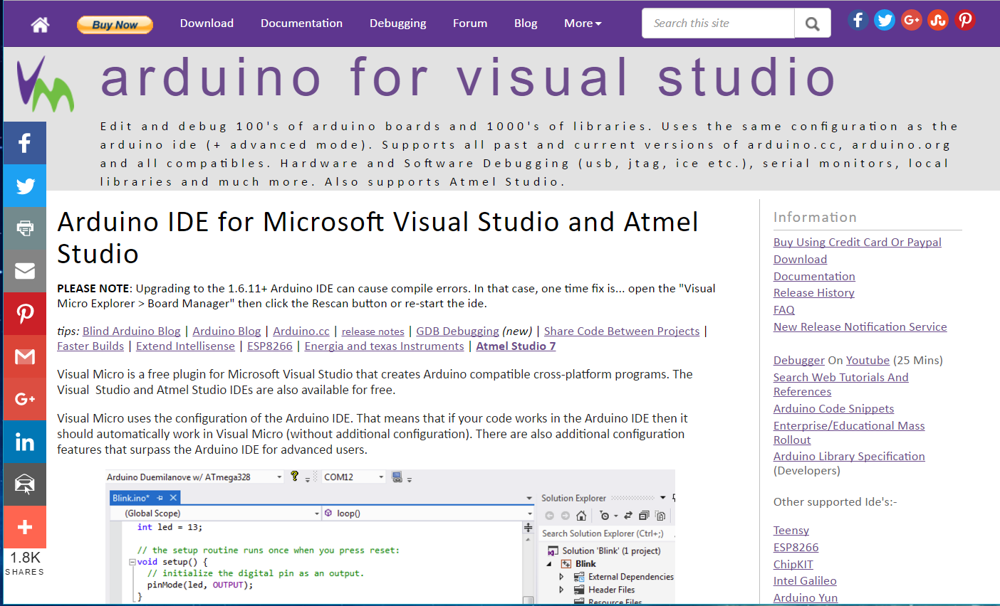 Buy Now
Download
Documentation
Debugging
Forum
Blog
More
Search this site
arduino for visual studio
Edit and debug 100's of arduino boards and 1000's of libraries. Uses the same configuration as the
arduino ide (+ advanced mode). Supports all past and current versions of arduino.cc, arduino.org
and all compatibles. Hardware and Software Debugging (usb, jtag, ice etc.), serial monitors, local
libraries and much more. Also supports Atmel Studio.
1.8K
SHARES
Arduino IDE for Microsoft Visual Studio and Atmel
Studio
PLEASE NOTE: Upgrading to the 1.6.11+ Arduino IDE can cause compile errors. In that case, one time fix is... open the "Visual
Micro Explorer > Board Manager" then click the Rescan button or re-start the ide.
tips: Blind Arduino Blog | Arduino Blog | Arduino.cc | release notes | GDB Debugging (new) | Share Code Between Projects |
Faster Builds | Extend Intellisense | ESP8266 | Energia and texas Instruments | Atmel Studio 7
Visual Micro is a free plugin for Microsoft Visual Studio that creates Arduino compatible cross-platform programs. The
Visual  Studio and Atmel Studio IDEs are also available for free.
Visual Micro uses the configuration of the Arduino IDE. That means that if your code works in the Arduino IDE then it
should automatically work in Visual Micro (without additional configuration). There are also additional configuration
features that surpass the Arduino IDE for advanced users.
Arduino Duemilanove w/ ATmega328
COM12
Blink.ino*
(Global Scope)
loop()
int led = 13;
// the setup routine runs once when you press reset:
void setup() {
// initialize the digital pin as an output.
pinMode(led, OUTPUT);
}
Solution Explorer
Search Solution Explorer (Ctrl+;)
Solution 'Blink' (1 project)
Blink
External Dependencies
Header Files
Resource Files
Information
Buy Using Credit Card Or Paypal
Download
Documentation
Release History
FAQ
New Release Notification Service
Debugger On Youtube (25 Mins)
Search Web Tutorials And
References
Arduino Code Snippets
Enterprise/Educational Mass
Rollout
Arduino Library Specification
(Developers)
Other supported Ide's:-
Teensy
ESP8266
ChipKIT
Intel Galileo
Arduino Yun